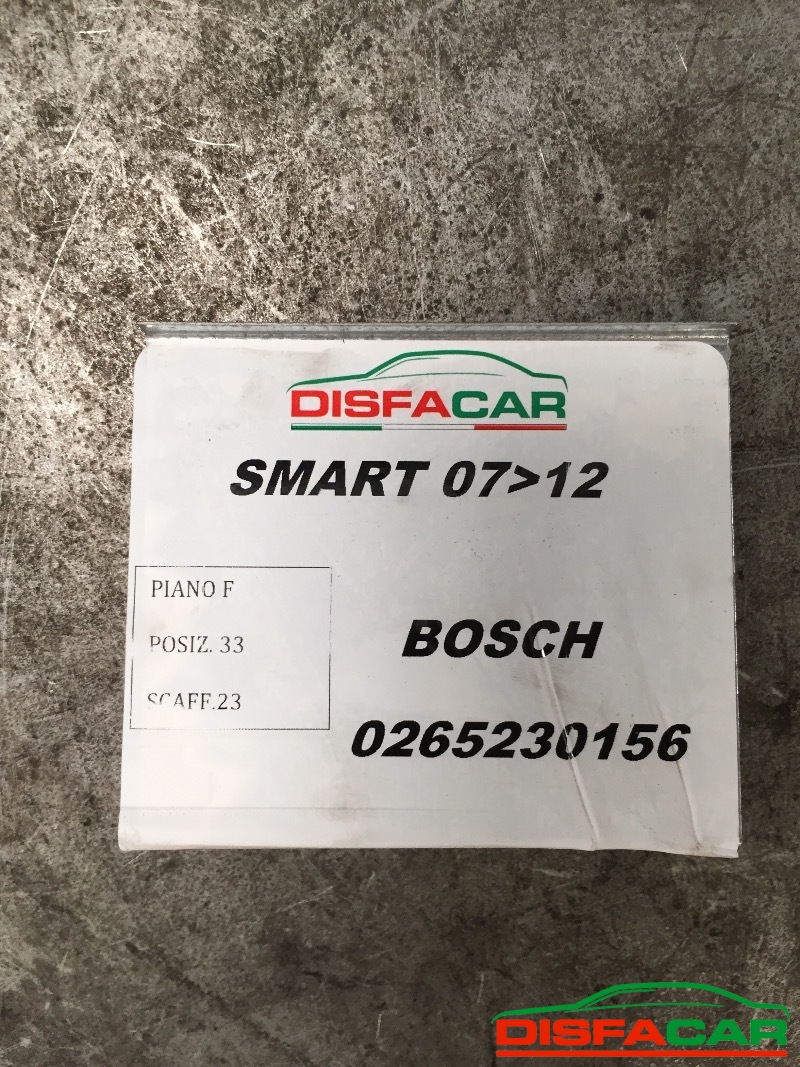 DISFACAR
SMART 07>12
PIANO F
POSIZ. 33
SCAFF.23
BOSCH
0265230156
DISFACAR